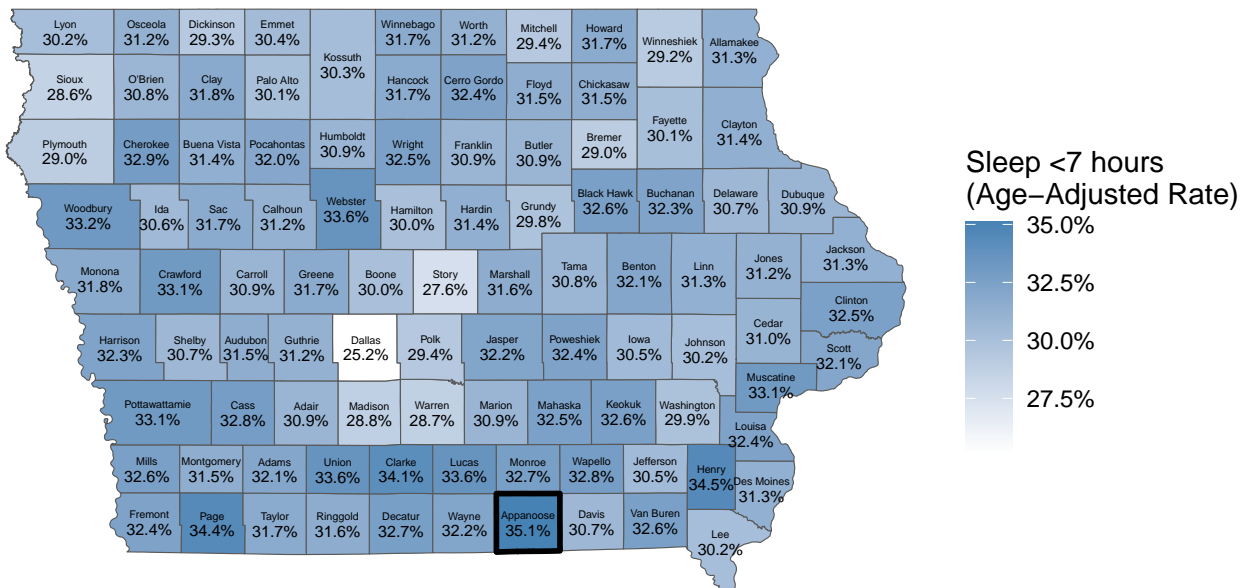 Lyon
30.2%
Osceola
31.2%
Dickinson
29.3%
Emmet
30.4%
Kossuth
30.3%
Winnebago
31.7%
Worth
31.2%
Mitchell
29.4%
Howard
31.7%
Winneshiek
29.2%
Allamakee
31.3%
Sioux
28.6%
O'Brien
30.8%
Clay
31.8%
Palo Alto
30.1%
Hancock
31.7%
Cerro Gordo
32.4%
Floyd
31.5%
Chickasaw
31.5%
Fayette
30.1%
Clayton
31.4%
Plymouth
29.0%
Cherokee
32.9%
Buena Vista
31.4%
Pocahontas
32.0%
Humboldt
30.9%
Wright
32.5%
Franklin
30.9%
Butler
30.9%
Bremer
29.0%
Woodbury
33.2%
Ida
30.6%
Sac
31.7%
Calhoun
31.2%
Webster
33.6%
Hamilton
30.0%
Hardin
31.4%
Grundy
29.8%
Black Hawk
32.6%
Buchanan
32.3%
Delaware
30.7%
Dubuque
30.9%
Monona
31.8%
Crawford
33.1%
Carroll
30.9%
Greene
31.7%
Boone
30.0%
Story
27.6%
Marshall
31.6%
Tama
30.8%
Benton
32.1%
Linn
31.3%
Jones
31.2%
Jackson
31.3%
Clinton
32.5%
Harrison
32.3%
Shelby
30.7%
Audubon
31.5%
Guthrie
31.2%
Dallas
25.2%
Polk
29.4%
Jasper
32.2%
Poweshiek
32.4%
Iowa
30.5%
Johnson
30.2%
Cedar
31.0%
Scott
32.1%
Muscatine
33.1%
Pottawattamie
33.1%
Cass
32.8%
Adair
30.9%
Madison
28.8%
Warren
28.7%
Marion
30.9%
Mahaska
32.5%
Keokuk
32.6%
Washington
29.9%
Louisa
32.4%
Mills
32.6%
Montgomery
31.5%
Adams
32.1%
Union
33.6%
Clarke
34.1%
Lucas
33.6%
Monroe
32.7%
Wapello
32.8%
Jefferson
30.5%
Henry
34.5%
Des Moines
31.3%
Fremont
32.4%
Page
34.4%
Taylor
31.7%
Ringgold
31.6%
Decatur
32.7%
Wayne
32.2%
Appanoose
35.1%
Davis
30.7%
Van Buren
32.6%
Lee
30.2%
Sleep <7 hours
(Age−Adjusted Rate)
35.0%
32.5%
30.0%
27.5%